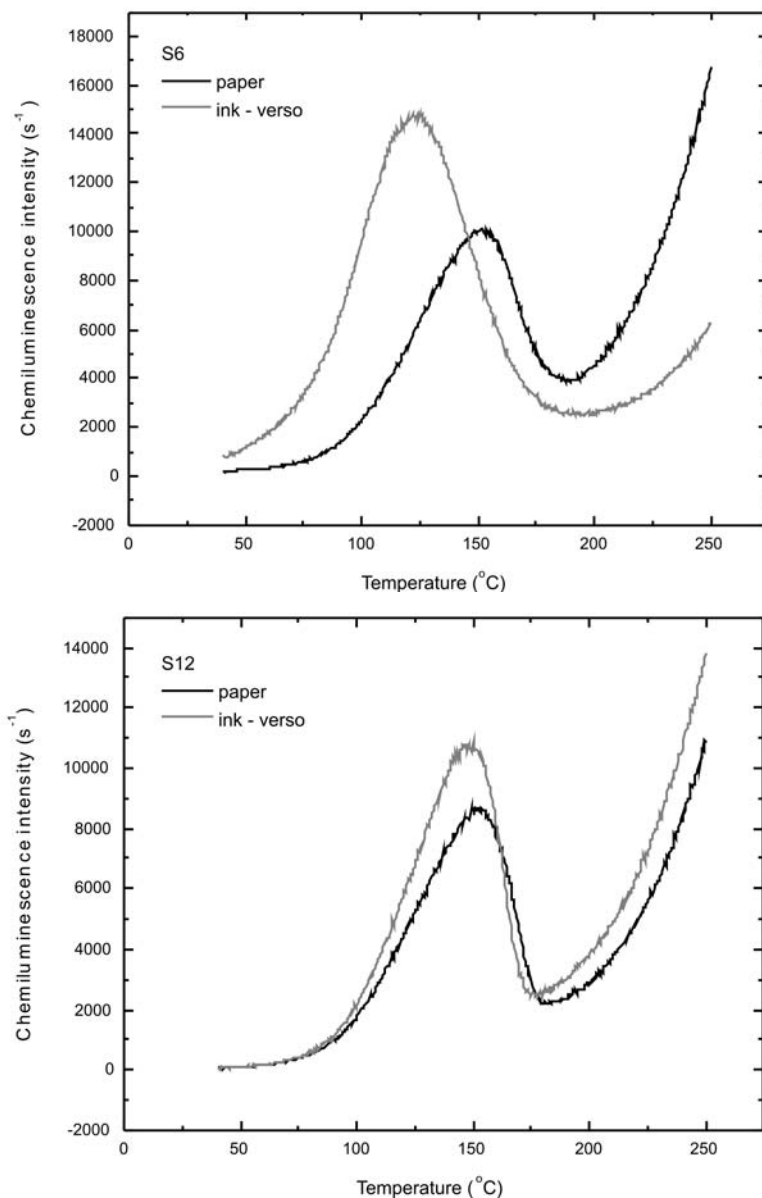 18000
S6
16000
paper
14000
ink - verso
12000
10000
8000
6000
4000
2000
0
-2000
Chemiluminescence intensity (s⁻¹)
0 50 100 150 200 250
Temperature (°C)
14000
S12
paper
12000
ink - verso
10000
8000
6000
4000
2000
0
-2000
Chemiluminescence intensity (s⁻¹)
0 50 100 150 200 250
Temperature (°C)